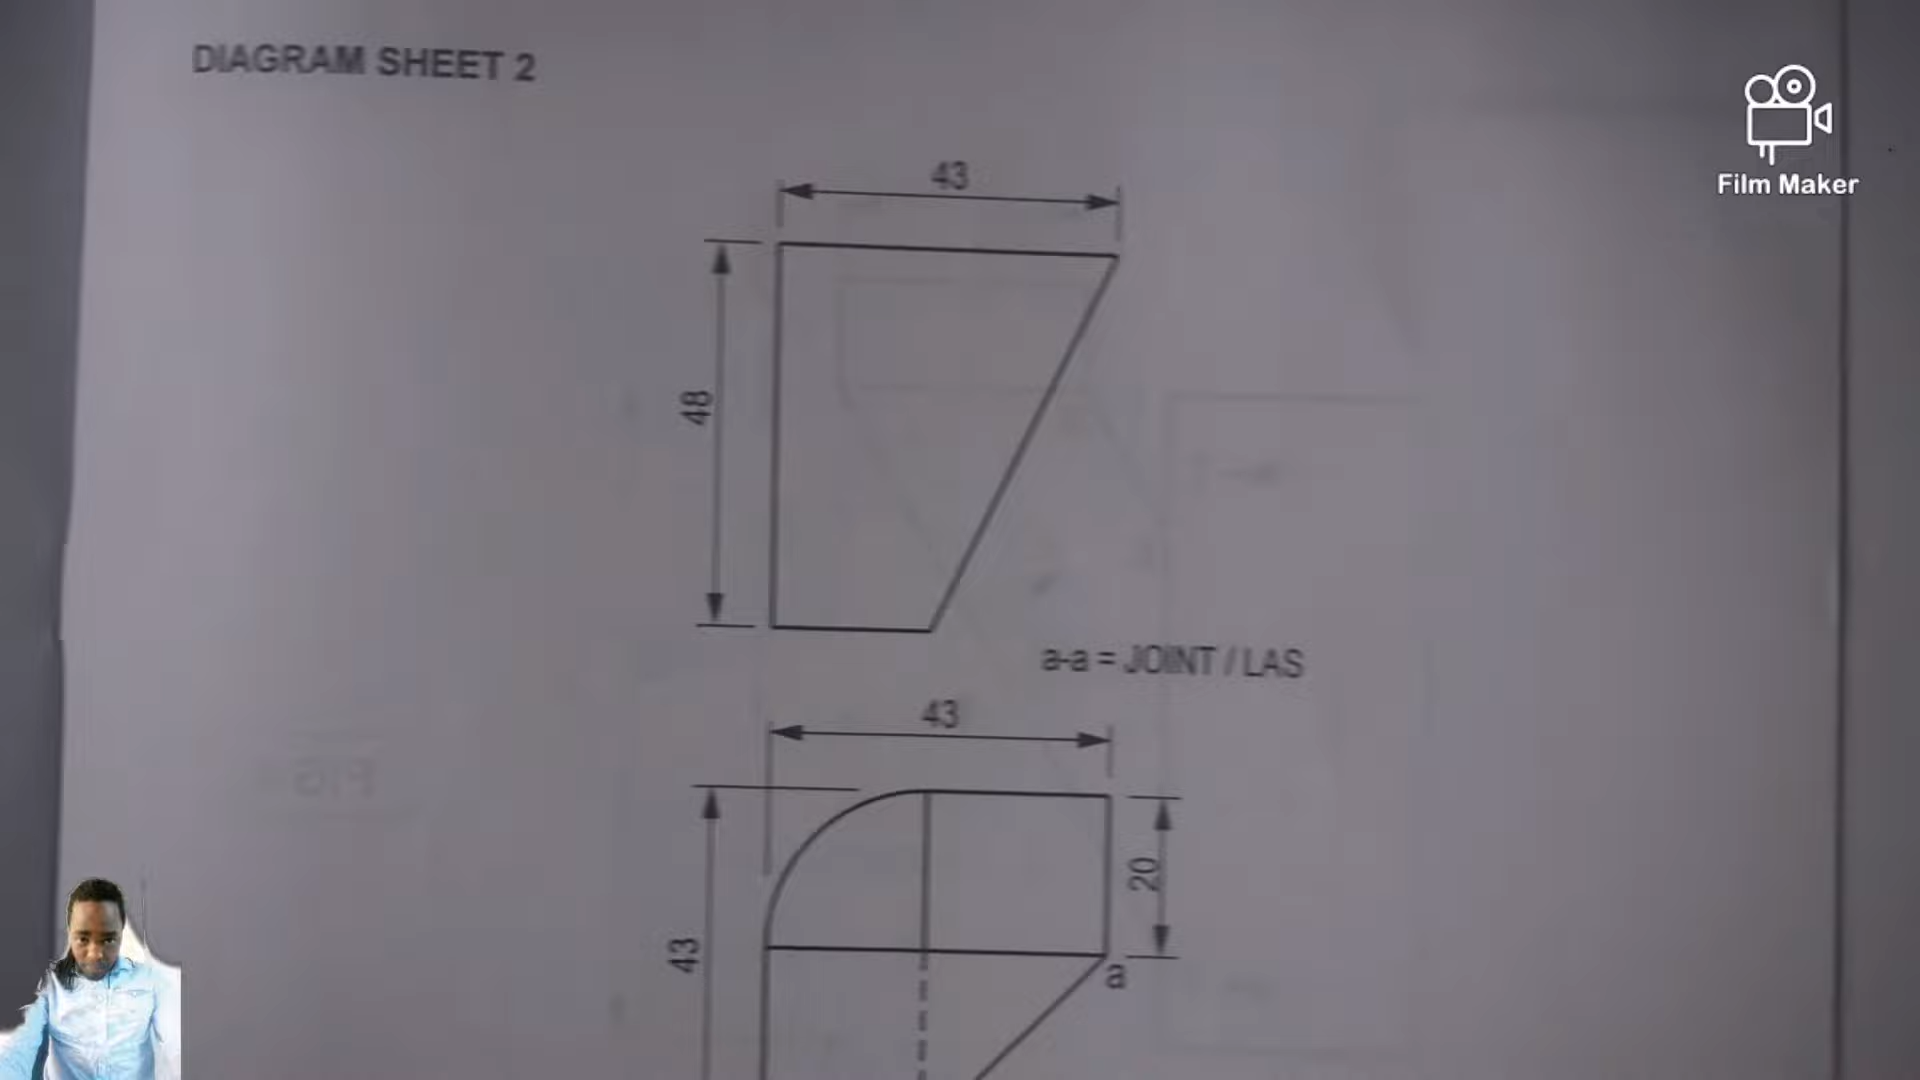 DIAGRAM SHEET 2
Film Maker
43
48
a-a = JOINT / LAS
43
20
43
a